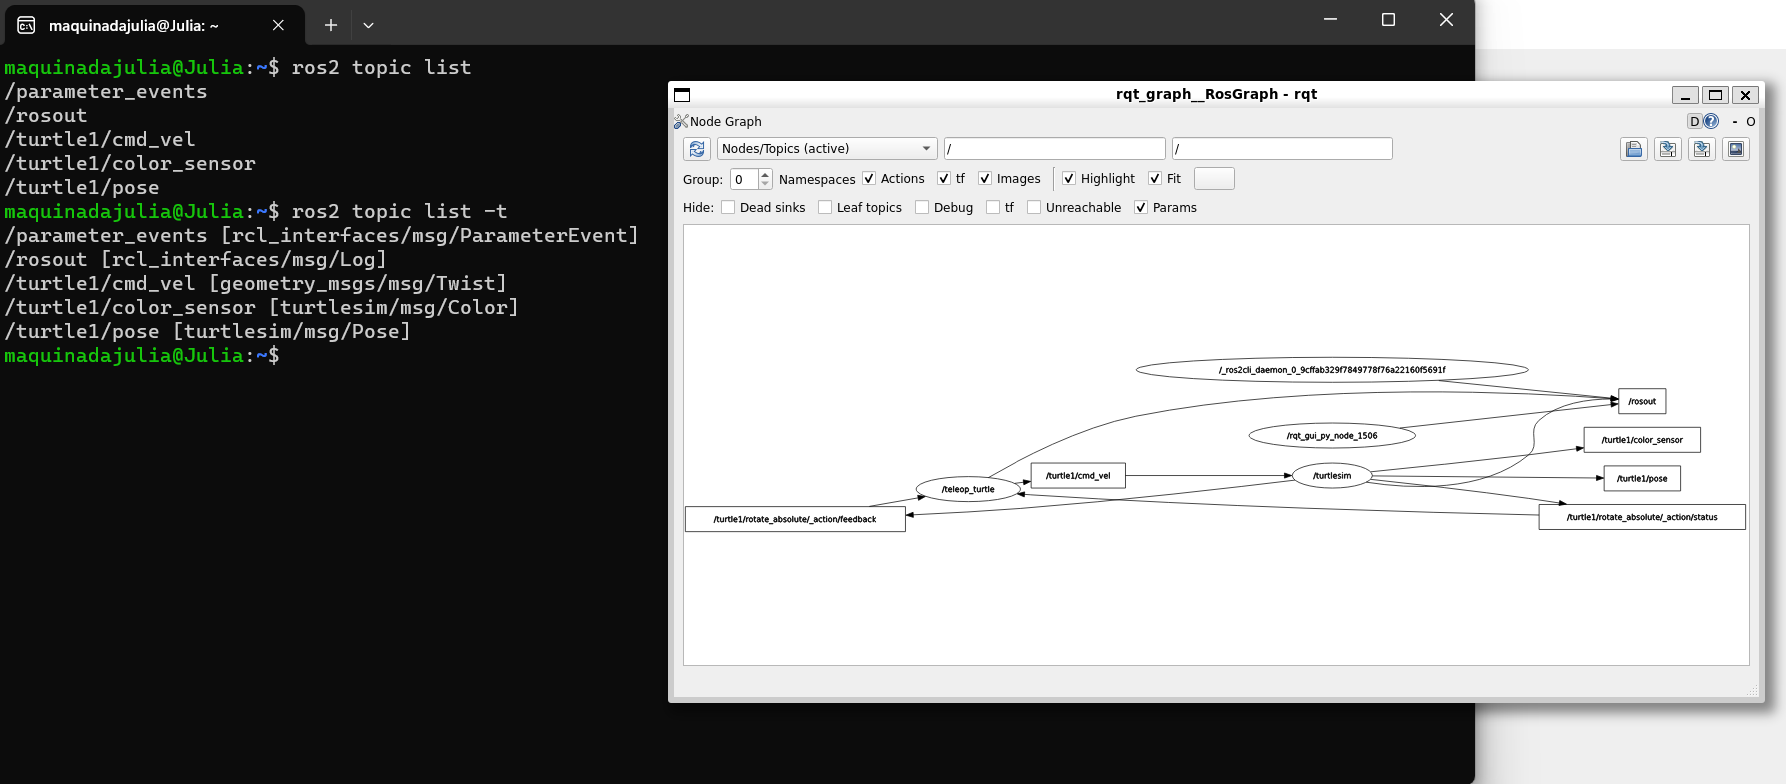 maquinadajulia@Julia: ~
maquinadajulia@Julia:~$ ros2 topic list
/parameter_events
/rosout
/turtle1/cmd_vel
/turtle1/color_sensor
/turtle1/pose
maquinadajulia@Julia:~$ ros2 topic list -t
/parameter_events [rcl_interfaces/msg/ParameterEvent]
/rosout [rcl_interfaces/msg/Log]
/turtle1/cmd_vel [geometry_msgs/msg/Twist]
/turtle1/color_sensor [turtlesim/msg/Color]
/turtle1/pose [turtlesim/msg/Pose]
maquinadajulia@Julia:~$
rqt_graph__RosGraph - rqt
Node Graph
D ? - O
Nodes/Topics (active) / /
Group: 0 Namespaces Actions tf Images Highlight Fit
Hide: Dead sinks Leaf topics Debug tf Unreachable Params
/_ros2cli_daemon_0_9cffab329f7849778f76a22160f5691f
/rosout
/rqt_gui_py_node_1506
/turtle1/color_sensor
/turtle1/cmd_vel
/turtlesim
/turtle1/pose
/teleop_turtle
/turtle1/rotate_absolute/_action/feedback
/turtle1/rotate_absolute/_action/status